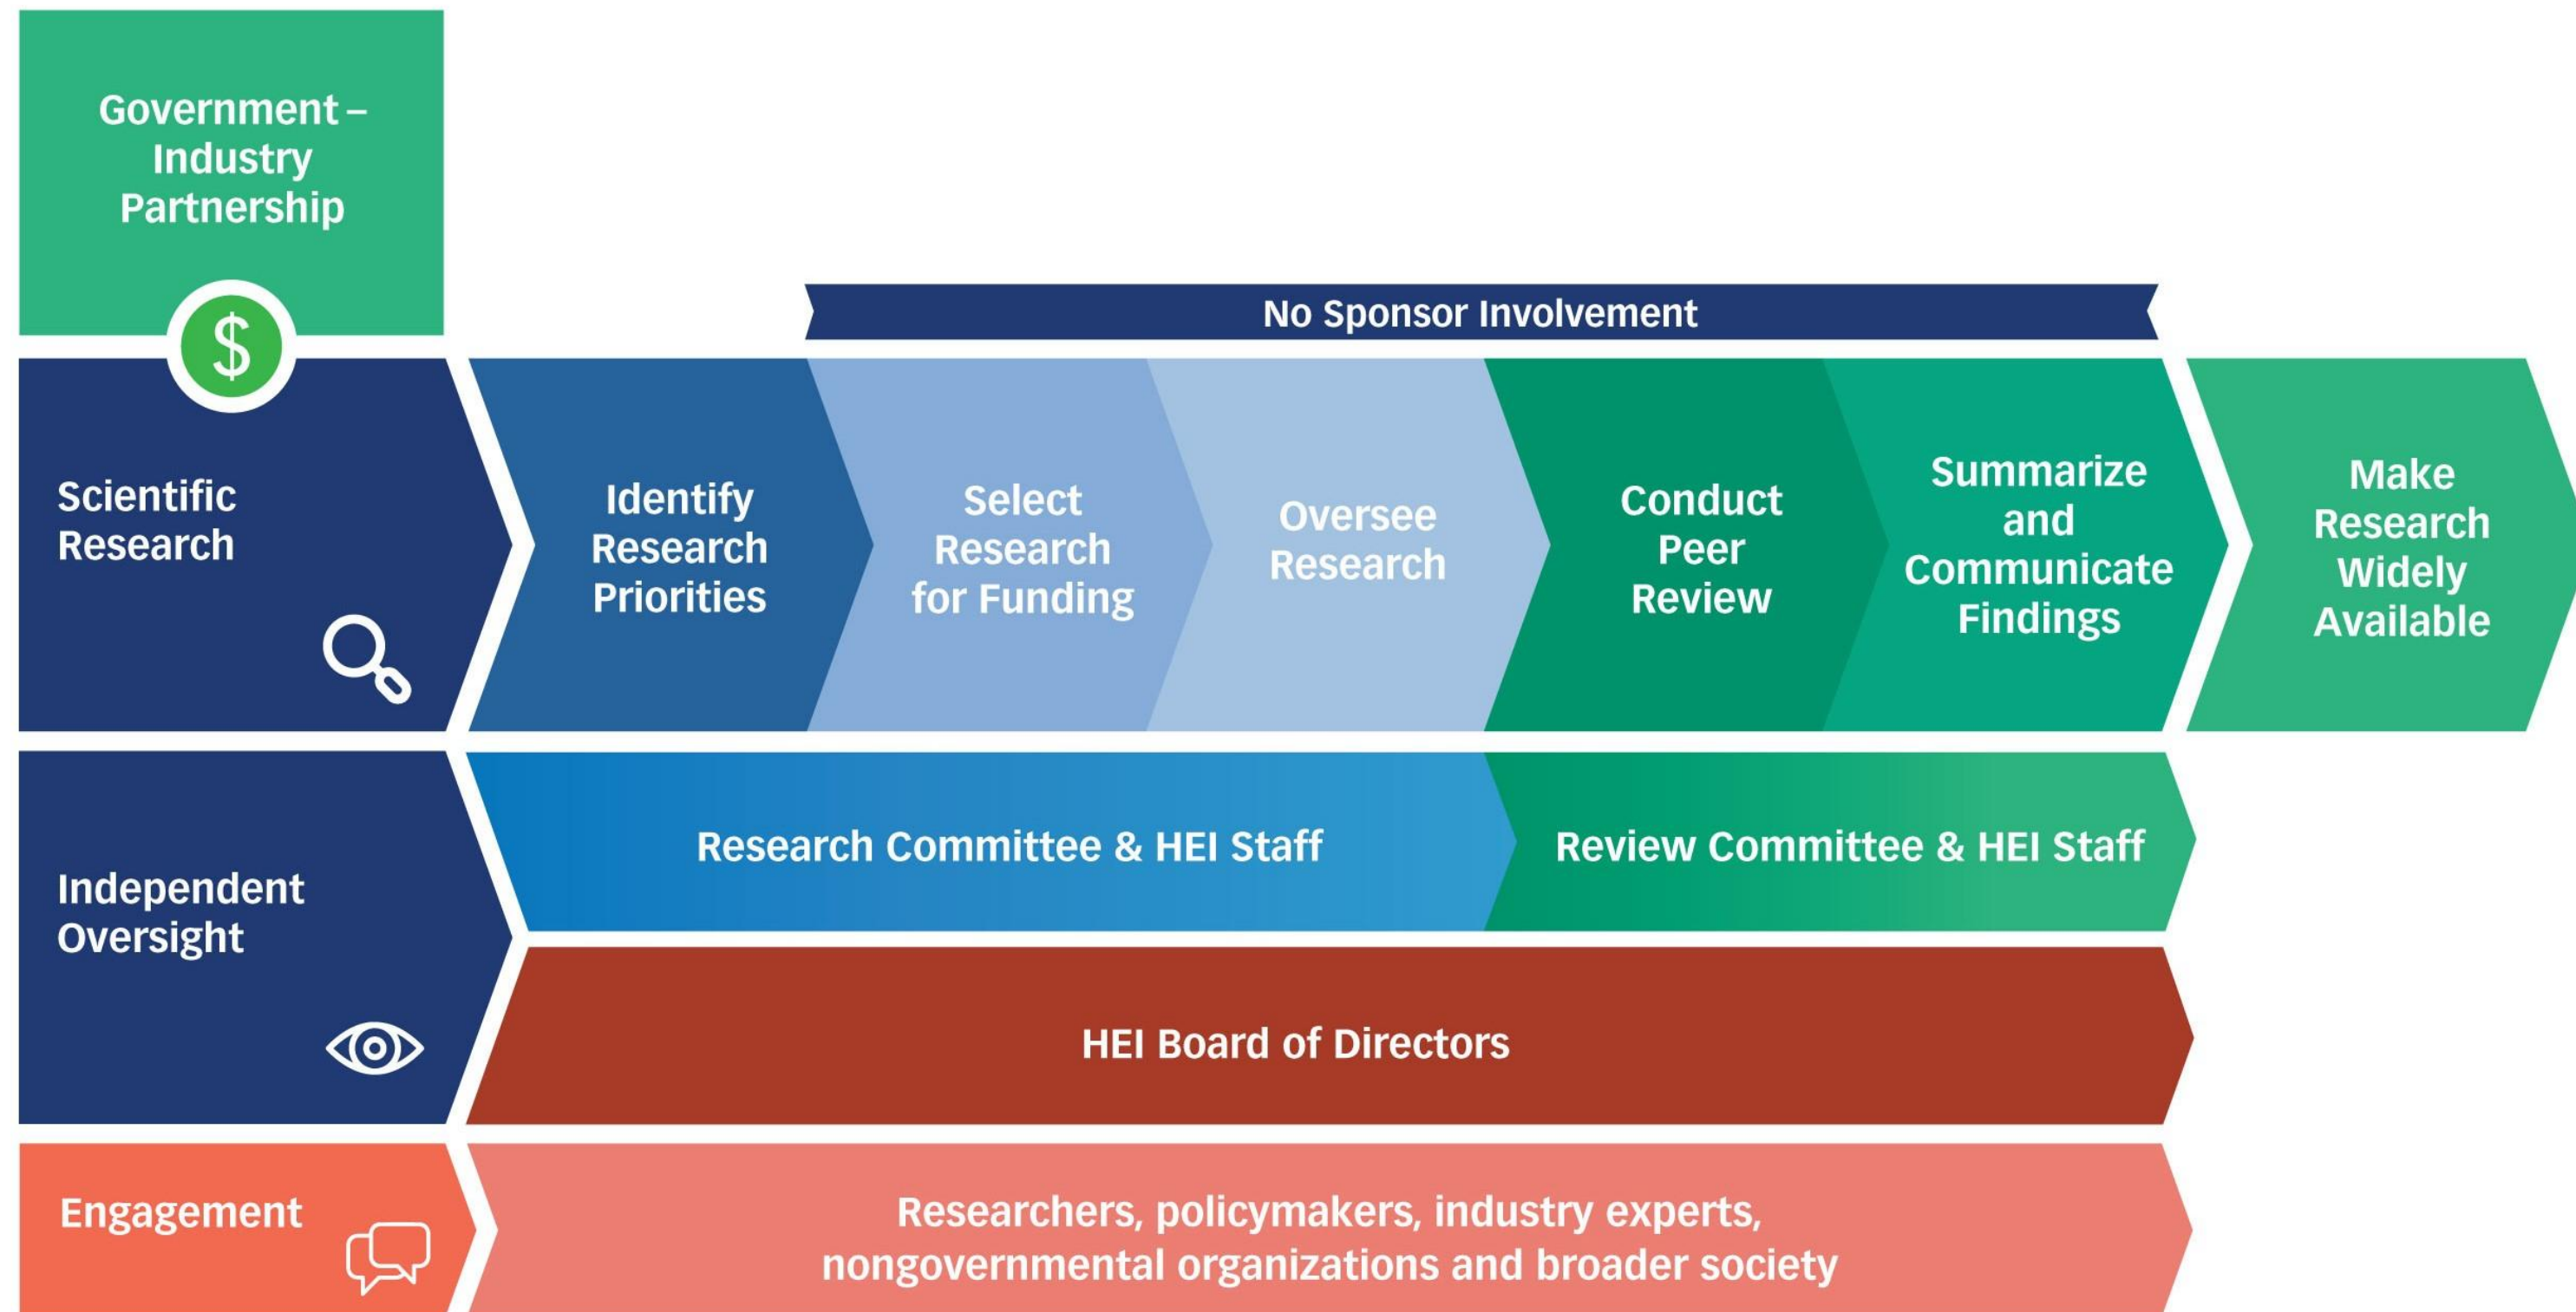 Government –
Industry
Partnership
$
No Sponsor Involvement
Scientific
Research
Identify
Research
Priorities
Select
Research
for Funding
Oversee
Research
Conduct
Peer
Review
Summarize
and
Communicate
Findings
Make
Research
Widely
Available
Independent
Oversight
Research Committee & HEI Staff
Review Committee & HEI Staff
HEI Board of Directors
Engagement
Researchers, policymakers, industry experts,
nongovernmental organizations and broader society